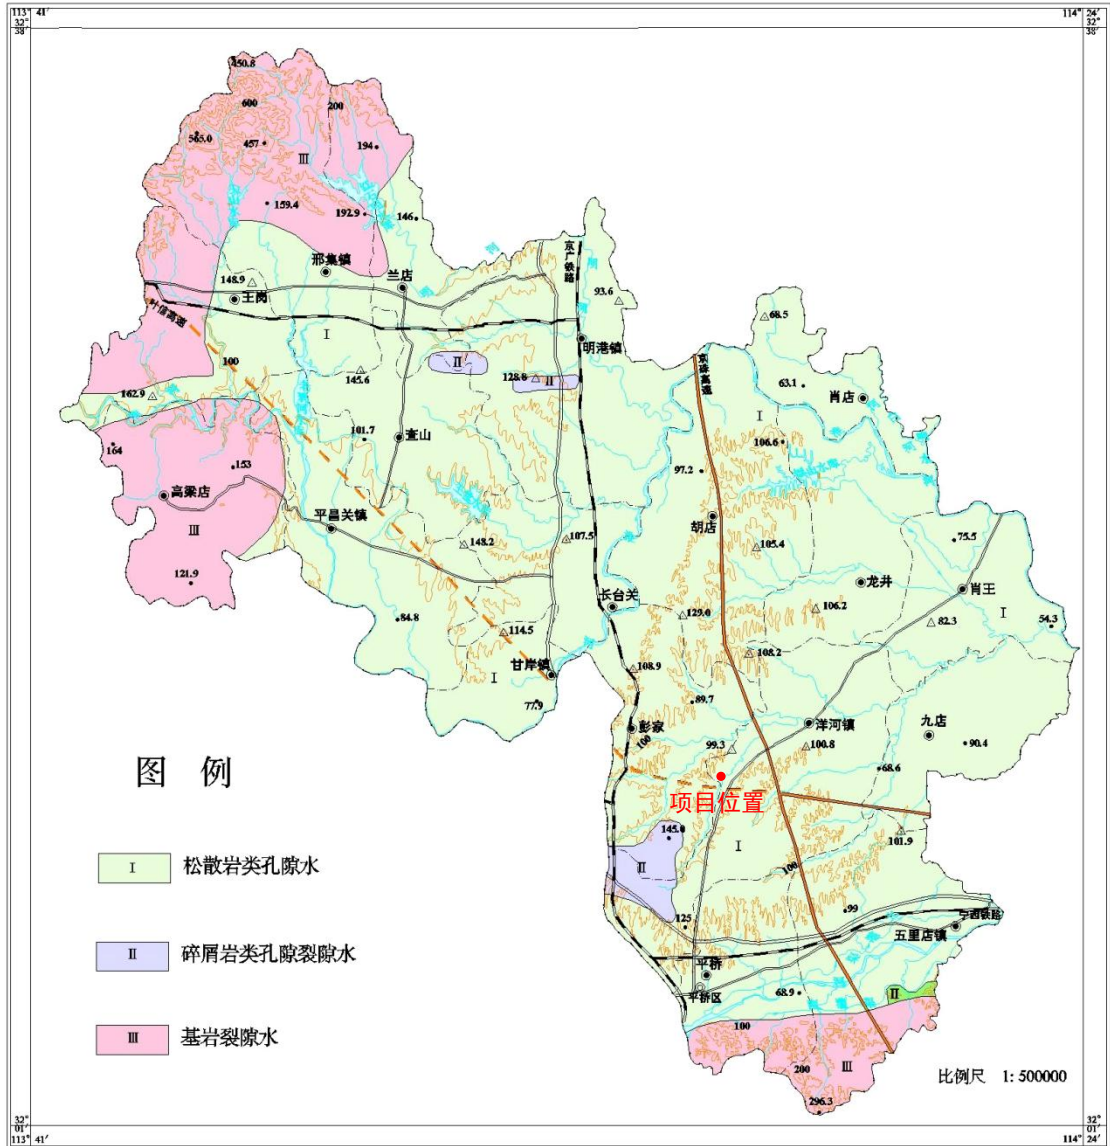 113° 41′
114° 24′
32°
38′
32°
38′
450.8
600
200
565.0
457
194
Ⅲ
159.4
192.9
146
京广铁路
邢集镇
兰店
148.9
王岗
93.6
68.5
叶信高速
Ⅰ
明港镇
京珠高速
100
Ⅱ
128.8
Ⅱ
145.6
63.1
肖店
162.9
Ⅰ
101.7
查山
106.6
164
153
97.2
高梁店
平昌关镇
胡店
Ⅲ
148.2
107.5
105.4
75.5
121.9
长台关
龙井
肖王
84.8
129.0
106.2
82.3
Ⅰ
54.3
114.5
108.2
甘岸镇
108.9
Ⅰ
77.9
89.7
彭家
洋河镇
九店
100
99.3
100.8
90.4
图 例
68.6
项目位置
145.0
101.9
Ⅰ
Ⅰ 松散岩类孔隙水
Ⅱ
100
125
99
宁西铁路
五里店镇
Ⅱ 碎屑岩类孔隙裂隙水
平桥
平桥区
68.9
Ⅱ
100
Ⅲ 基岩裂隙水
200
Ⅲ
比例尺 1: 500000
296.3
32°
01′
32°
01′
113° 41′
114° 24′